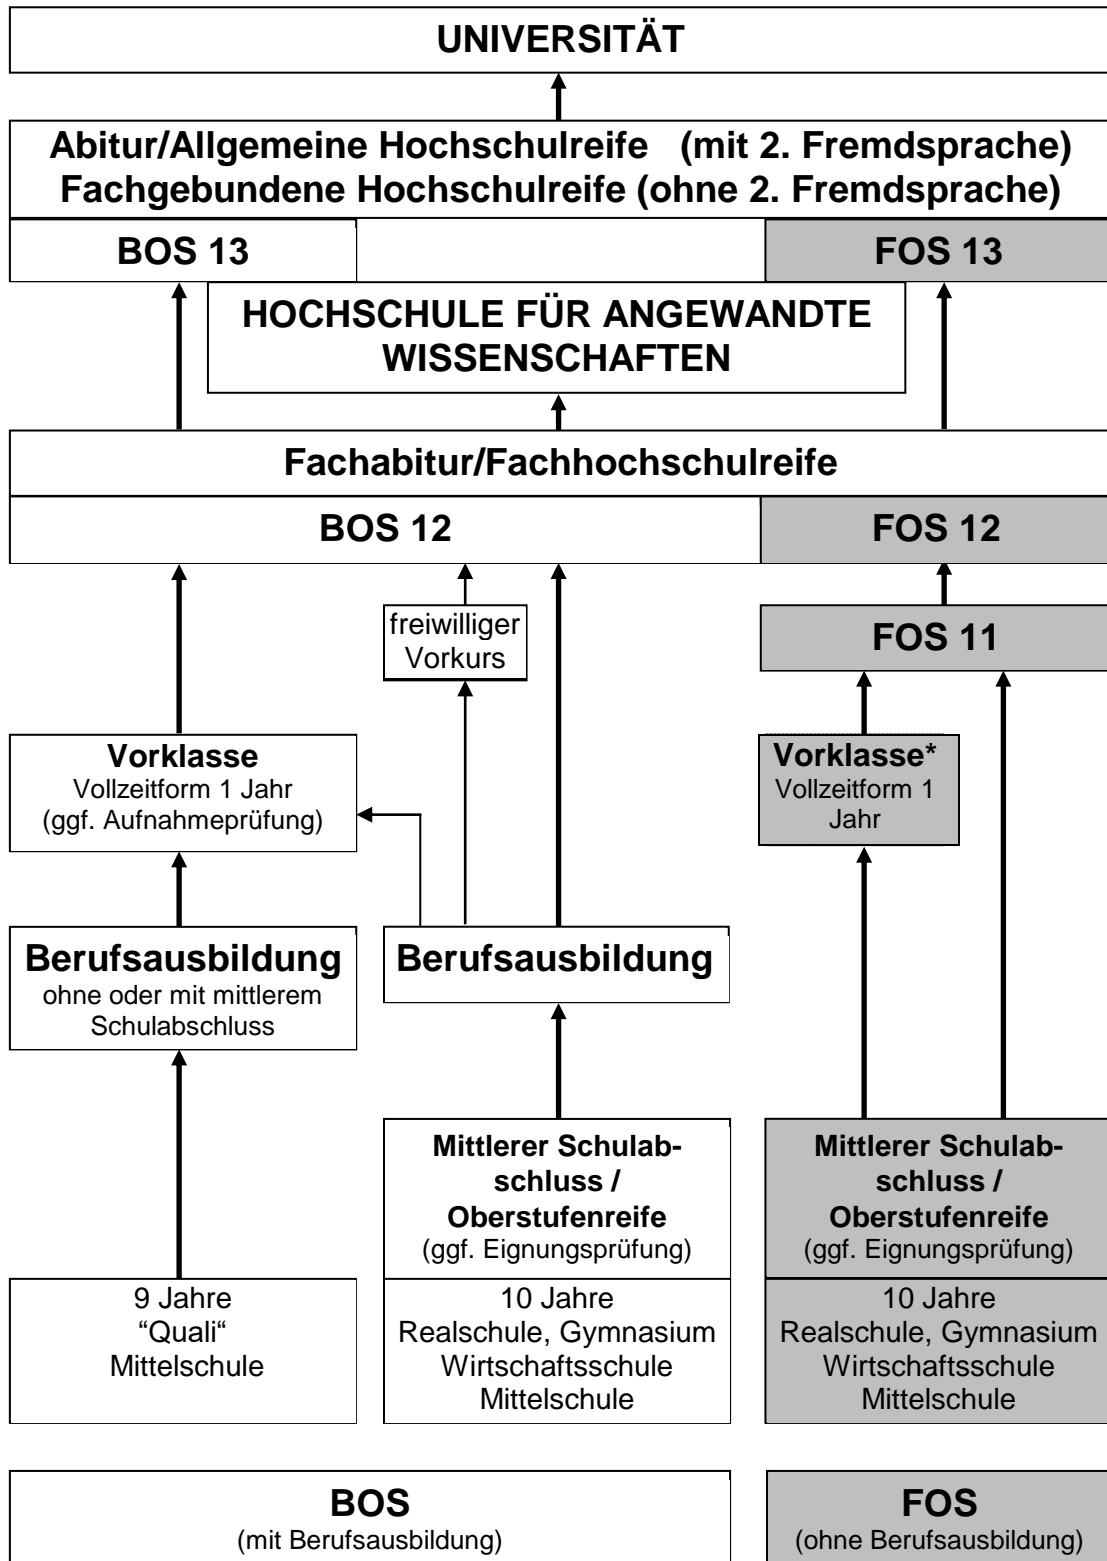 UNIVERSITÄT
Abitur/Allgemeine Hochschulreife (mit 2. Fremdsprache)
Fachgebundene Hochschulreife (ohne 2. Fremdsprache)
BOS 13
FOS 13
HOCHSCHULE FÜR ANGEWANDTE
WISSENSCHAFTEN
Fachabitur/Fachhochschulreife
BOS 12
FOS 12
freiwilliger
Vorkurs
FOS 11
Vorklasse
Vollzeitform 1 Jahr
(ggf. Aufnahmeprüfung)
Vorklasse*
Vollzeitform 1
Jahr
Berufsausbildung
ohne oder mit mittlerem
Schulabschluss
Berufsausbildung
Mittlerer Schulab-
schluss /
Oberstufenreife
(ggf. Eignungsprüfung)
Mittlerer Schulab-
schluss /
Oberstufenreife
(ggf. Eignungsprüfung)
9 Jahre
“Quali“
Mittelschule
10 Jahre
Realschule, Gymnasium
Wirtschaftsschule
Mittelschule
10 Jahre
Realschule, Gymnasium
Wirtschaftsschule
Mittelschule
BOS
(mit Berufsausbildung)
FOS
(ohne Berufsausbildung)